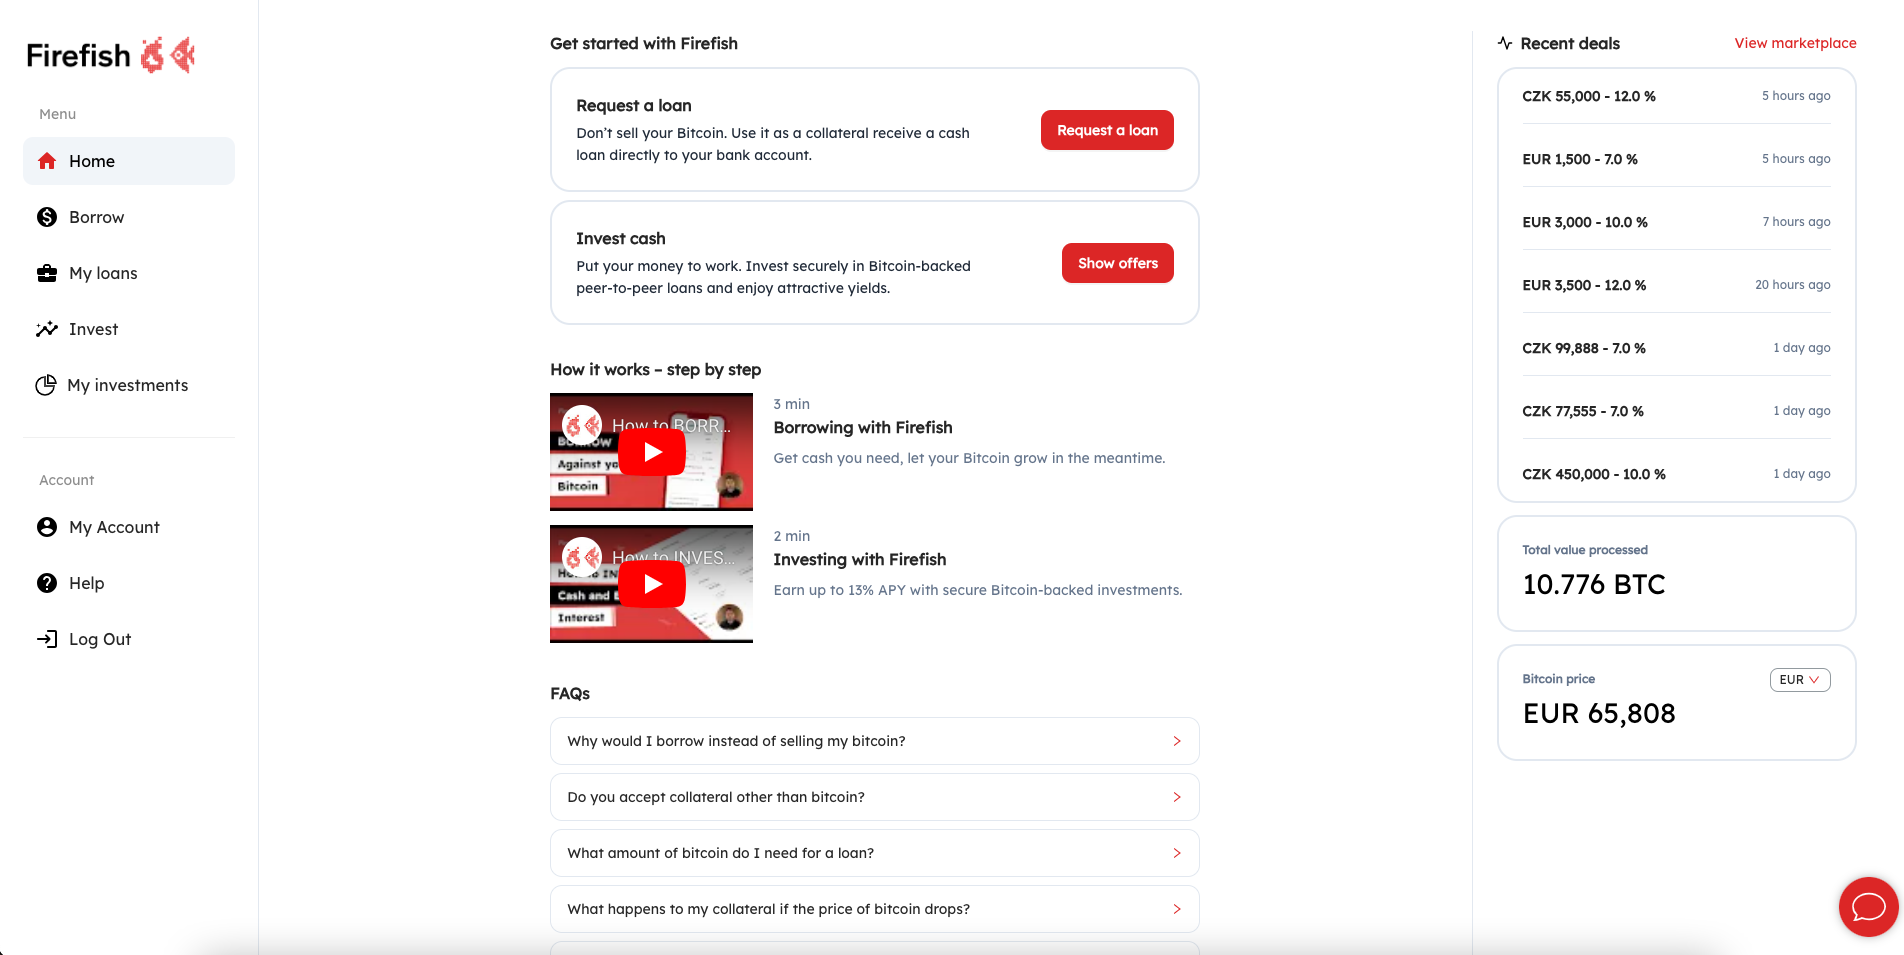 Firefish
Menu
Home
Borrow
My loans
Invest
My investments
Account
My Account
Help
Log Out
Get started with Firefish
Request a loan
Don’t sell your Bitcoin. Use it as a collateral receive a cash
loan directly to your bank account.
Request a loan
Invest cash
Put your money to work. Invest securely in Bitcoin-backed
peer-to-peer loans and enjoy attractive yields.
Show offers
How it works – step by step
How to BORR...
Borrow
Against
Bitcoin
3 min
Borrowing with Firefish
Get cash you need, let your Bitcoin grow in the meantime.
How to INVES...
Cash and
Interest
2 min
Investing with Firefish
Earn up to 13% APY with secure Bitcoin-backed investments.
FAQs
Why would I borrow instead of selling my bitcoin?
Do you accept collateral other than bitcoin?
What amount of bitcoin do I need for a loan?
What happens to my collateral if the price of bitcoin drops?
Recent deals
View marketplace
CZK 55,000 - 12.0 % 5 hours ago
EUR 1,500 - 7.0 % 5 hours ago
EUR 3,000 - 10.0 % 7 hours ago
EUR 3,500 - 12.0 % 20 hours ago
CZK 99,888 - 7.0 % 1 day ago
CZK 77,555 - 7.0 % 1 day ago
CZK 450,000 - 10.0 % 1 day ago
Total value processed
10.776 BTC
Bitcoin price
EUR
EUR 65,808